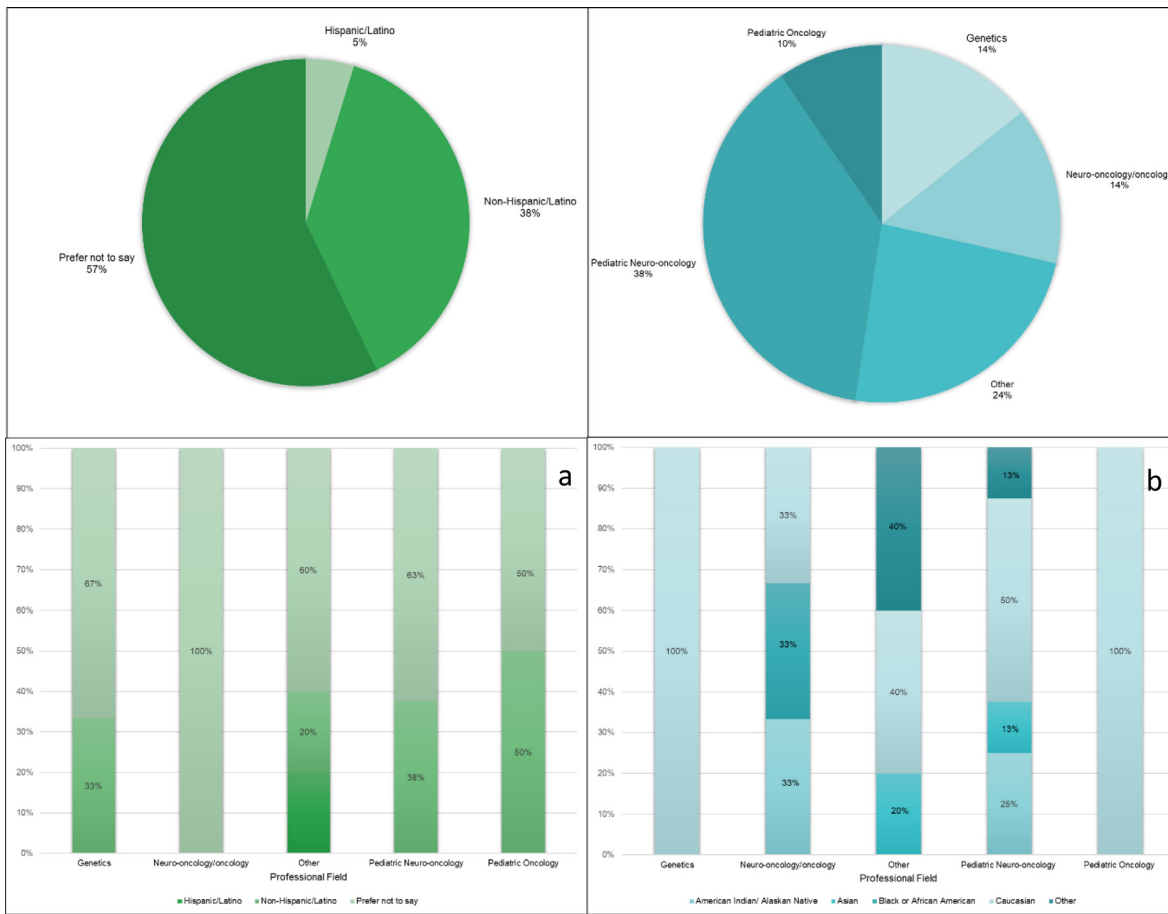 Hispanic/Latino
5%
Non-Hispanic/Latino
38%
Prefer not to say
57%
Pediatric Oncology
10%
Genetics
14%
Neuro-oncology/oncolog
14%
Pediatric Neuro-oncology
38%
Other
24%
a
100%
90%
80%
70%
60%
50%
40%
30%
20%
10%
0%
67%
33%
100%
60%
20%
63%
38%
50%
50%
Genetics
Neuro-oncology/oncology
Other
Pediatric Neuro-oncology
Pediatric Oncology
Professional Field
Hispanic/Latino
Non-Hispanic/Latino
Prefer not to say
b
100%
90%
80%
70%
60%
50%
40%
30%
20%
10%
0%
100%
33%
33%
33%
40%
40%
20%
13%
50%
13%
25%
100%
Genetics
Neuro-oncology/oncology
Other
Pediatric Neuro-oncology
Pediatric Oncology
Professional Field
American Indian/ Alaskan Native
Asian
Black or African American
Caucasian
Other